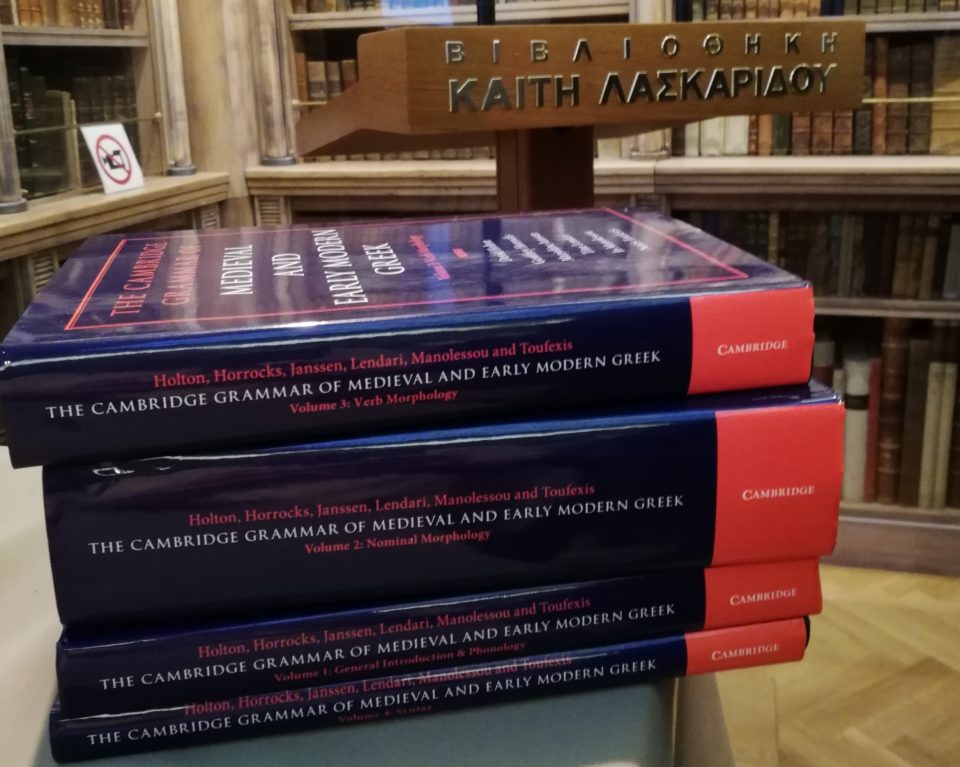 ΒΙΒΛΙΟΘΗΚΗ
ΚΑΙΤΗ ΛΑΣΚΑΡΙΔΟΥ
THE CAMBRIDGE
GRAMMAR OF
MEDIEVAL
AND
EARLY MODERN
GREEK
Holton, Horrocks, Janssen, Lendari, Manolessou and Toufexis
THE CAMBRIDGE GRAMMAR OF MEDIEVAL AND EARLY MODERN GREEK
Volume 3: Verb Morphology
CAMBRIDGE
Holton, Horrocks, Janssen, Lendari, Manolessou and Toufexis
THE CAMBRIDGE GRAMMAR OF MEDIEVAL AND EARLY MODERN GREEK
Volume 2: Nominal Morphology
CAMBRIDGE
Holton, Horrocks, Janssen, Lendari, Manolessou and Toufexis
THE CAMBRIDGE GRAMMAR OF MEDIEVAL AND EARLY MODERN GREEK
Volume 1: General Introduction & Phonology
CAMBRIDGE
Holton, Horrocks, Janssen, Lendari, Manolessou and Toufexis
THE CAMBRIDGE GRAMMAR OF MEDIEVAL AND EARLY MODERN GREEK
Volume 4: Syntax
CAMBRIDGE